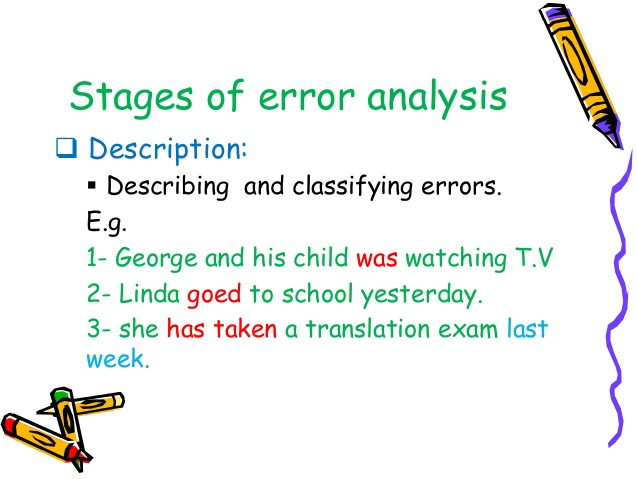 Stages of error analysis
Description:
Describing and classifying errors.
E.g.
1- George and his child was watching T.V
2- Linda goed to school yesterday.
3- she has taken a translation exam last
week.